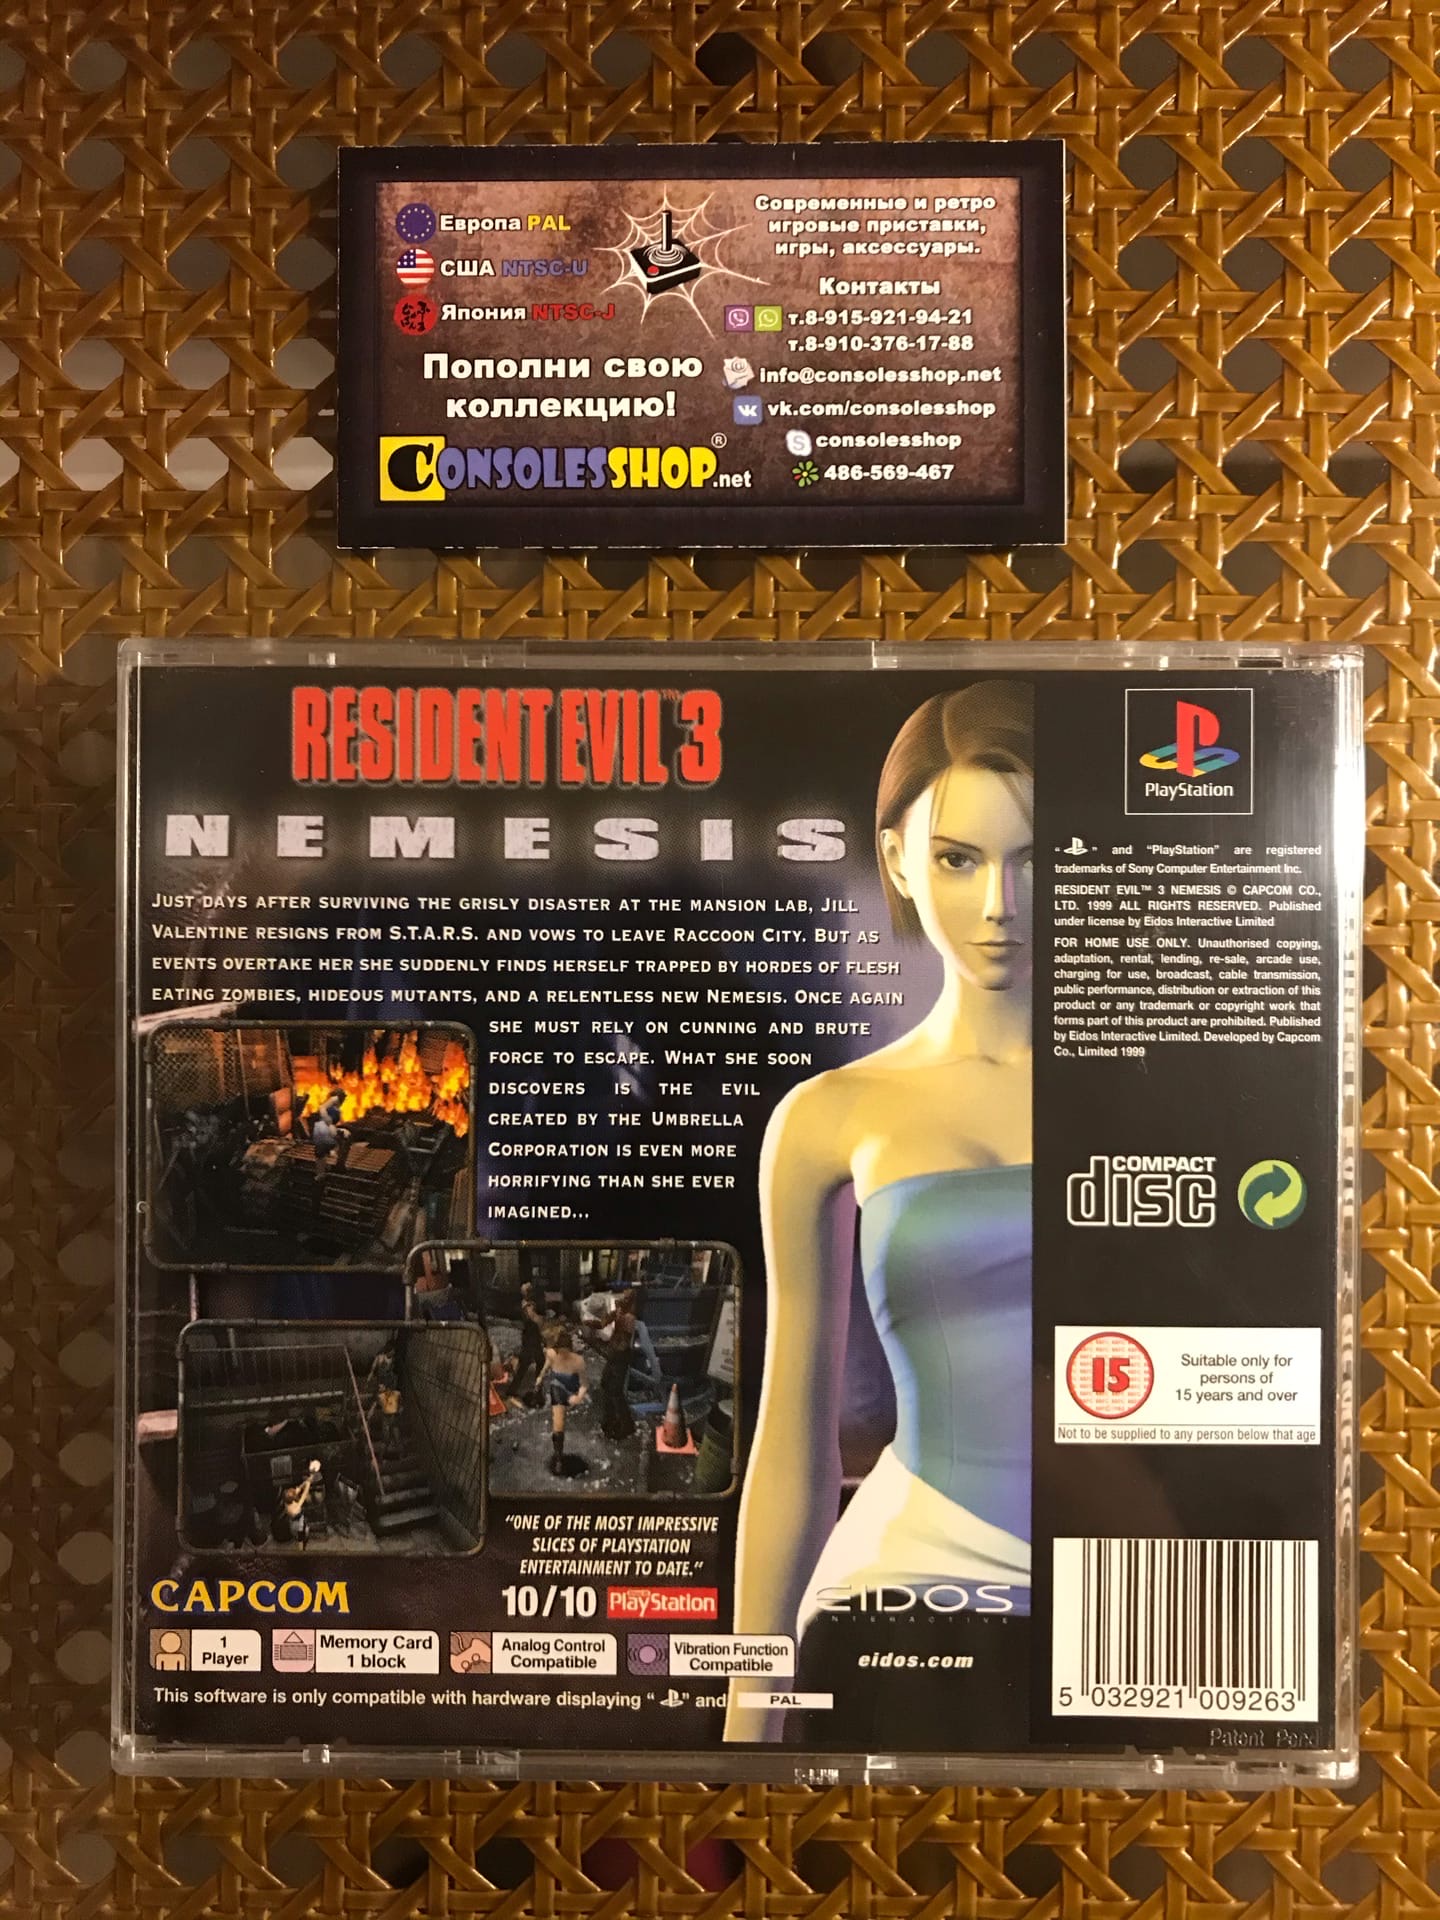 Европа PAL
США NTSC-U
Япония NTSC-J
Пополни свою
коллекцию!
CONSOLESSHOP.net
®
Современные и ретро
игровые приставки,
игры, аксессуары.
Контакты
т.8-915-921-94-21
т.8-910-376-17-88
info@consolesshop.net
vk.com/consolesshop
consolesshop
486-569-467
RESIDENT EVIL™ 3
NEMESIS
JUST DAYS AFTER SURVIVING THE GRISLY DISASTER AT THE MANSION LAB, JILL
VALENTINE RESIGNS FROM S.T.A.R.S. AND VOWS TO LEAVE RACCOON CITY. BUT AS
EVENTS OVERTAKE HER SHE SUDDENLY FINDS HERSELF TRAPPED BY HORDES OF FLESH
EATING ZOMBIES, HIDEOUS MUTANTS, AND A RELENTLESS NEW NEMESIS. ONCE AGAIN
SHE MUST RELY ON CUNNING AND BRUTE
FORCE TO ESCAPE. WHAT SHE SOON
DISCOVERS IS THE EVIL
CREATED BY THE UMBRELLA
CORPORATION IS EVEN MORE
HORRIFYING THAN SHE EVER
IMAGINED...
"ONE OF THE MOST IMPRESSIVE
SLICES OF PLAYSTATION
ENTERTAINMENT TO DATE."
10/10 PlayStation
CAPCOM
1
Player
Memory Card
1 block
Analog Control
Compatible
Vibration Function
Compatible
This software is only compatible with hardware displaying " " and PAL
EIDOS
INTERACTIVE
eidos.com
PlayStation
" " and "PlayStation" are registered
trademarks of Sony Computer Entertainment Inc.
RESIDENT EVIL™ 3 NEMESIS © CAPCOM CO.,
LTD. 1999 ALL RIGHTS RESERVED. Published
under license by Eidos Interactive Limited
FOR HOME USE ONLY. Unauthorised copying,
adaptation, rental, lending, re-sale, arcade use,
charging for use, broadcast, cable transmission,
public performance, distribution or extraction of this
product or any trademark or copyright work that
forms part of this product are prohibited. Published
by Eidos Interactive Limited. Developed by Capcom
Co., Limited 1999
COMPACT
disc
15
Suitable only for
persons of
15 years and over
Not to be supplied to any person below that age
5 032921 009263
Patent Pend